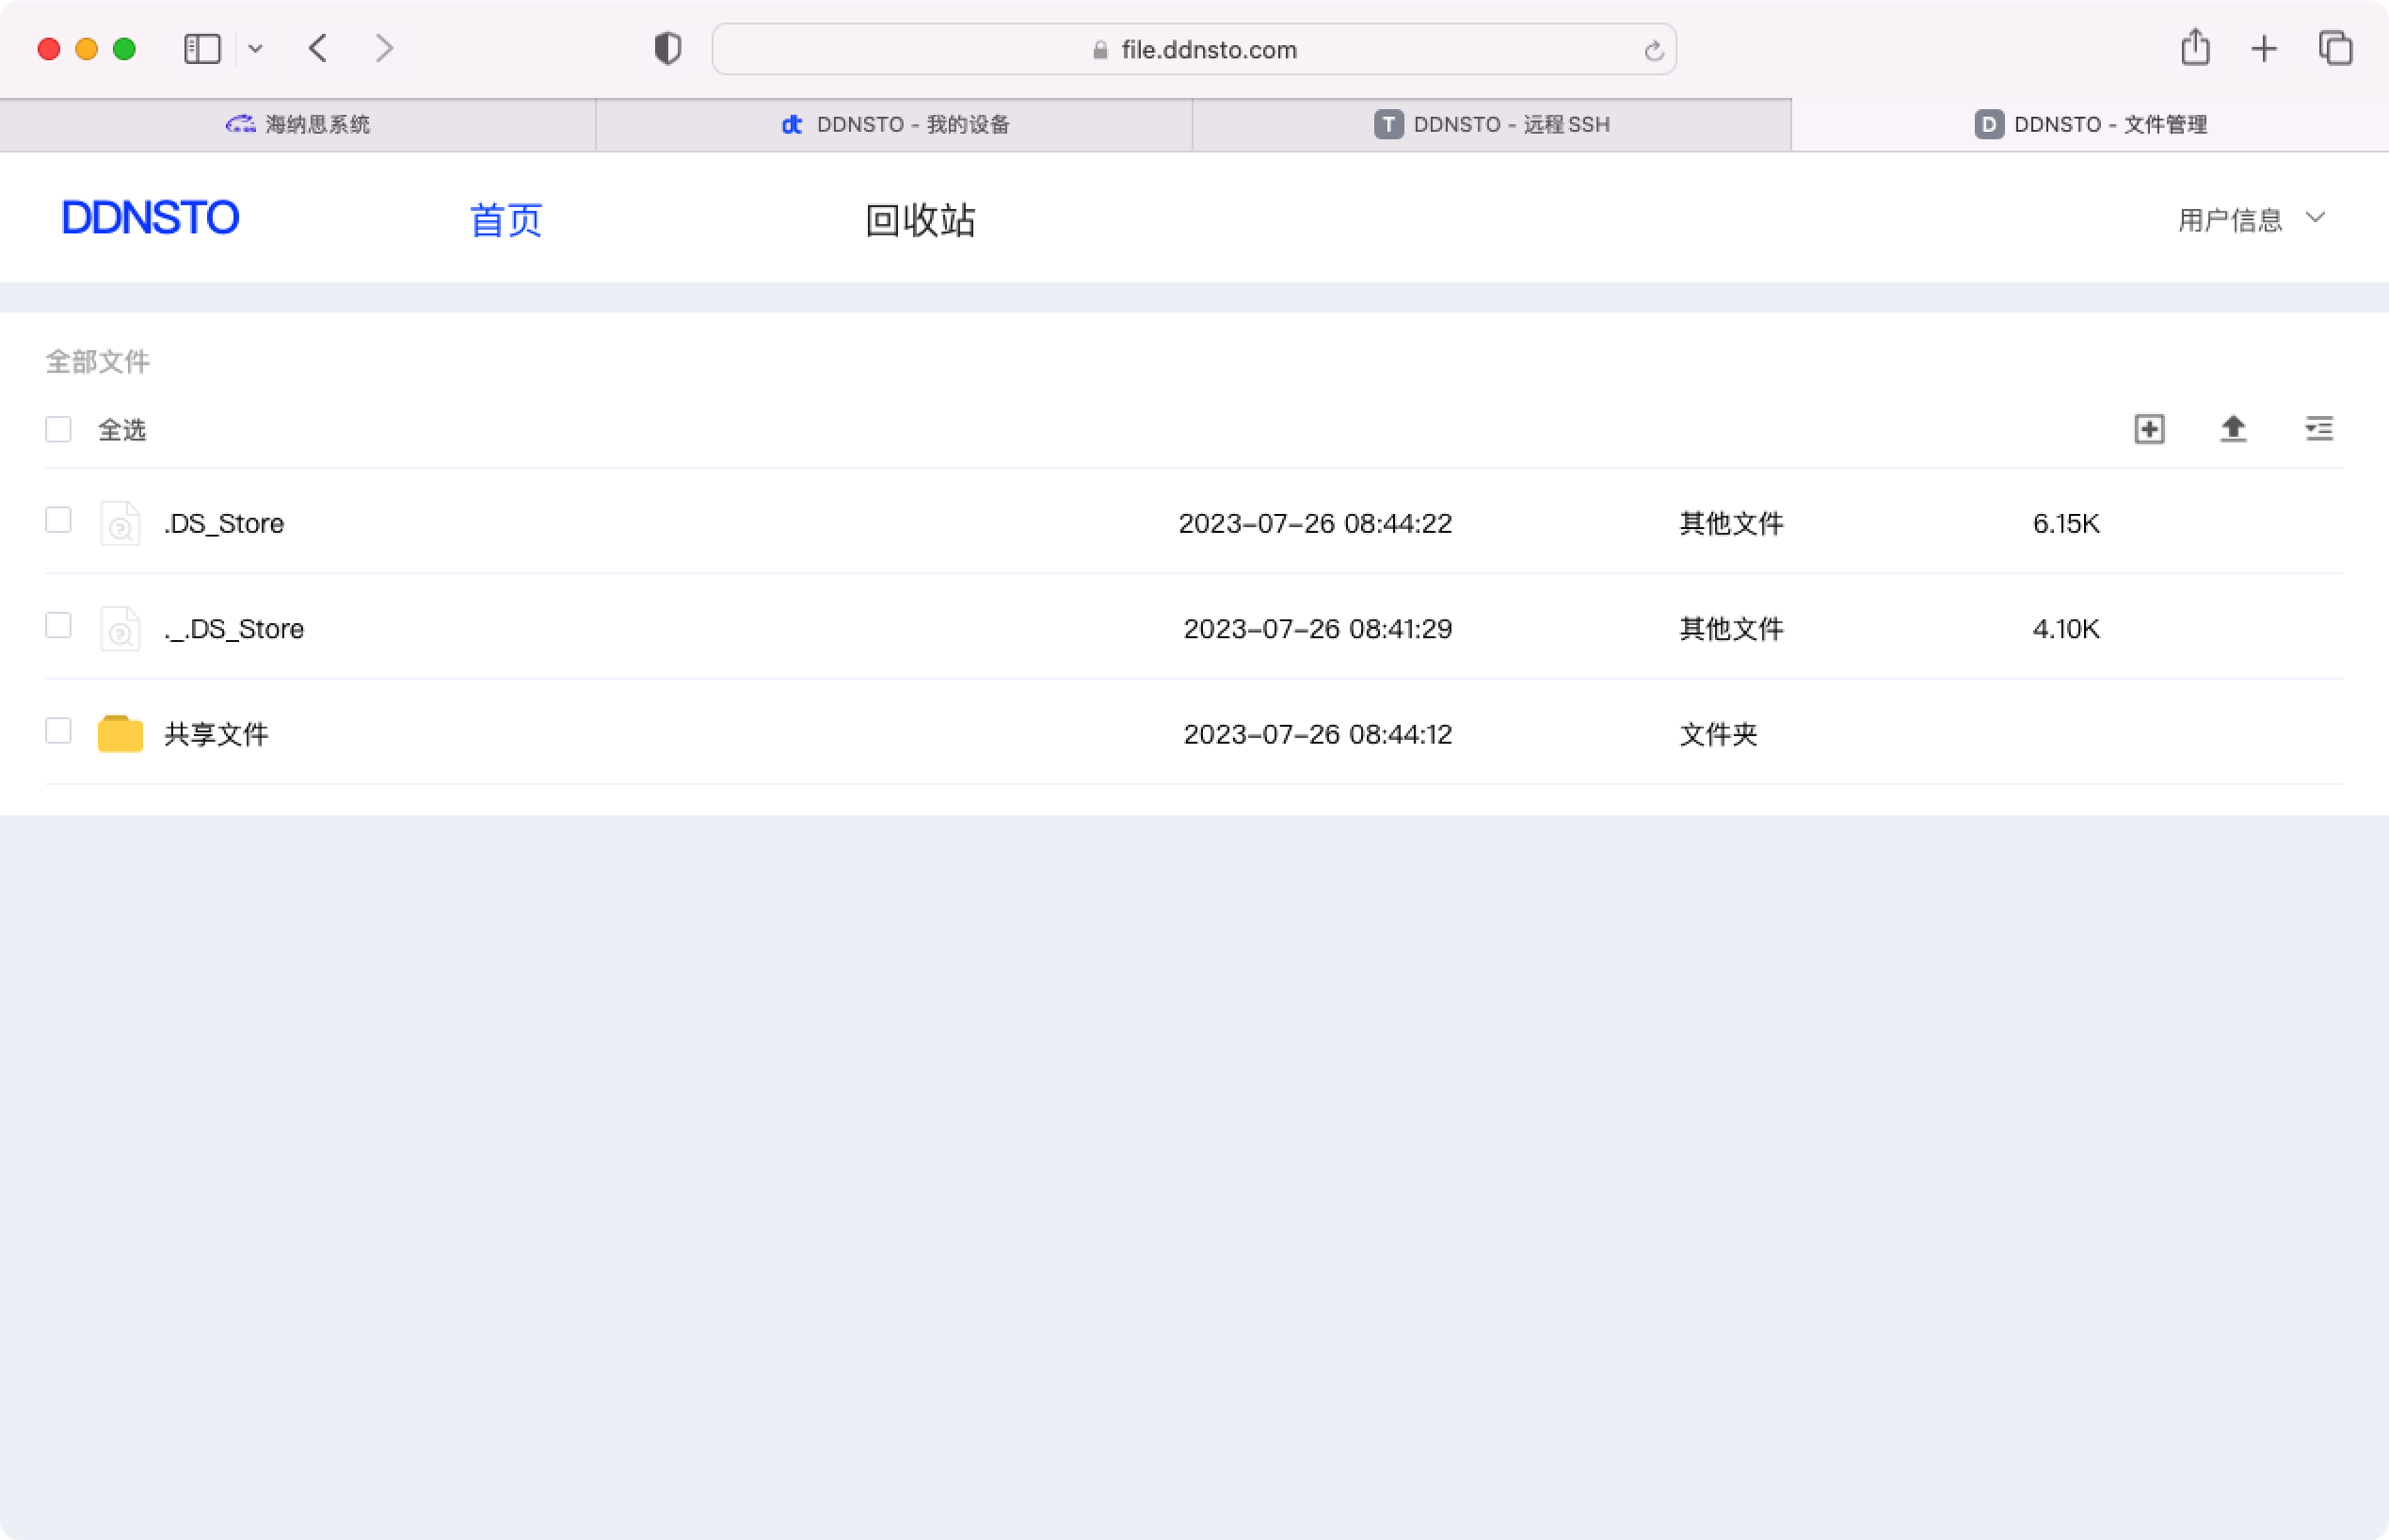 file.ddnsto.com
海纳思系统
dt DDNSTO - 我的设备
T DDNSTO - 远程SSH
D DDNSTO - 文件管理
DDNSTO 首页 回收站 用户信息
全部文件
全选
.DS_Store 2023-07-26 08:44:22 其他文件 6.15K
._.DS_Store 2023-07-26 08:41:29 其他文件 4.10K
共享文件 2023-07-26 08:44:12 文件夹